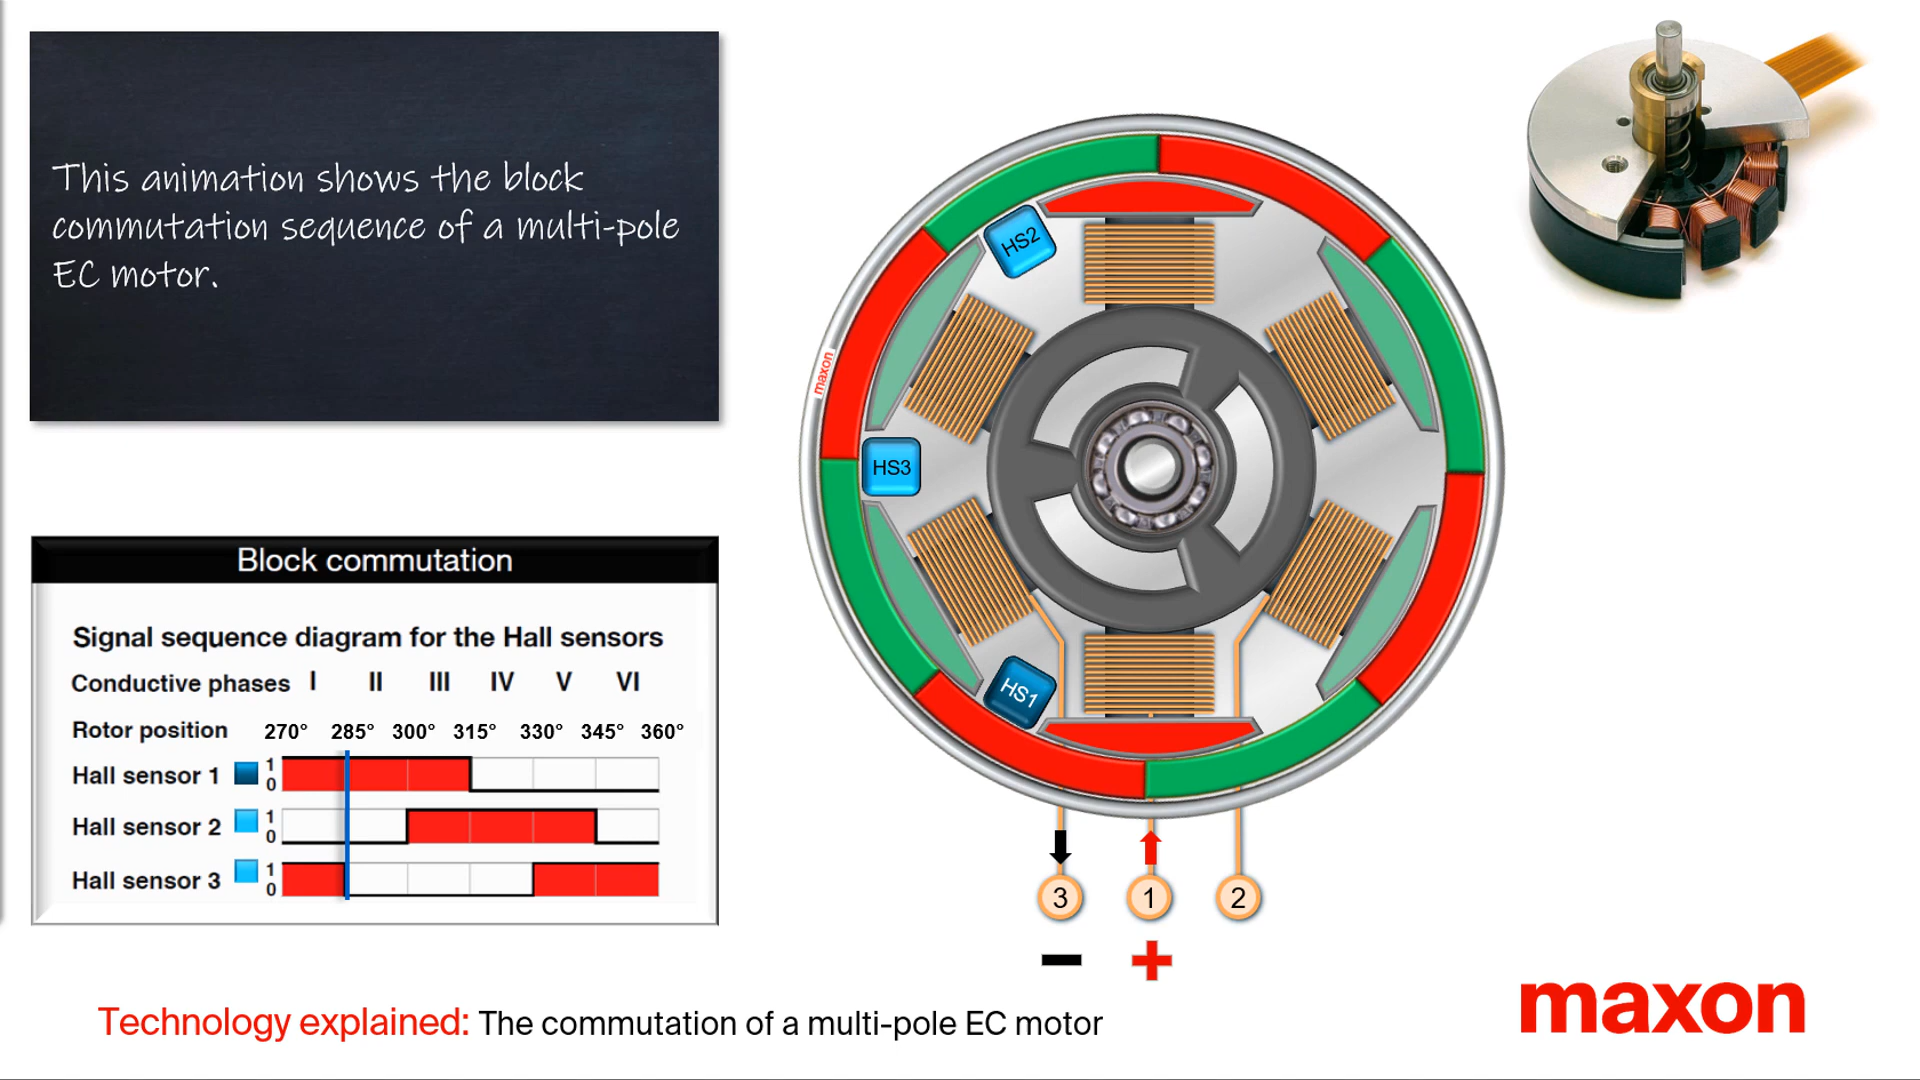 This animation shows the block
commutation sequence of a multi-pole
EC motor.
Block commutation
Signal sequence diagram for the Hall sensors
Conductive phases I II III IV V VI
Rotor position 270° 285° 300° 315° 330° 345° 360°
Hall sensor 1 1 0
Hall sensor 2 1 0
Hall sensor 3 1 0
maxon
HS2
HS3
HS1
3 1 2
− +
Technology explained: The commutation of a multi-pole EC motor
maxon